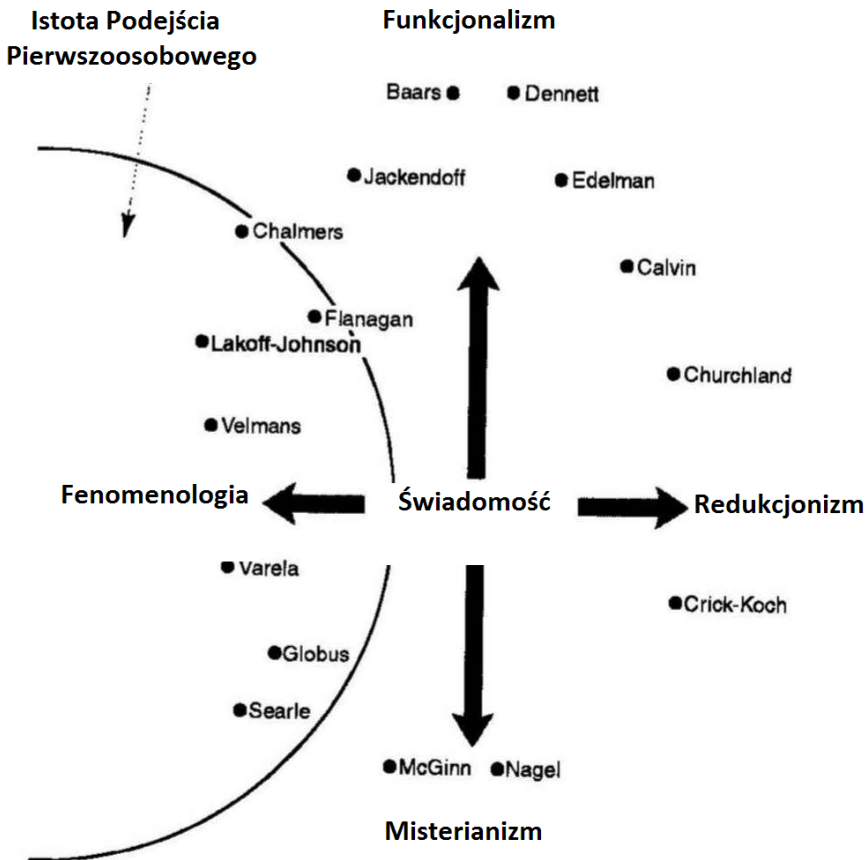 Istota Podejścia
Pierwszoosobowego
Funkcjonalizm
Baars
Dennett
Jackendoff
Edelman
Chalmers
Calvin
Flanagan
Lakoff-Johnson
Churchland
Velmans
Fenomenologia
Świadomość
Redukcjonizm
Varela
Crick-Koch
Globus
Searle
McGinn
Nagel
Misterianizm